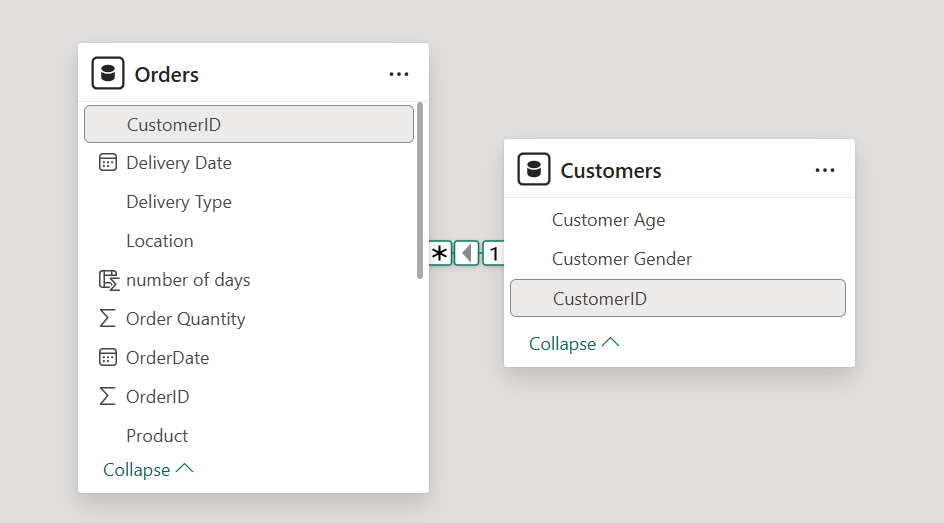 Orders
CustomerID
Delivery Date
Delivery Type
Location
number of days
Order Quantity
OrderDate
OrderID
Product
Collapse
* 1
Customers
Customer Age
Customer Gender
CustomerID
Collapse